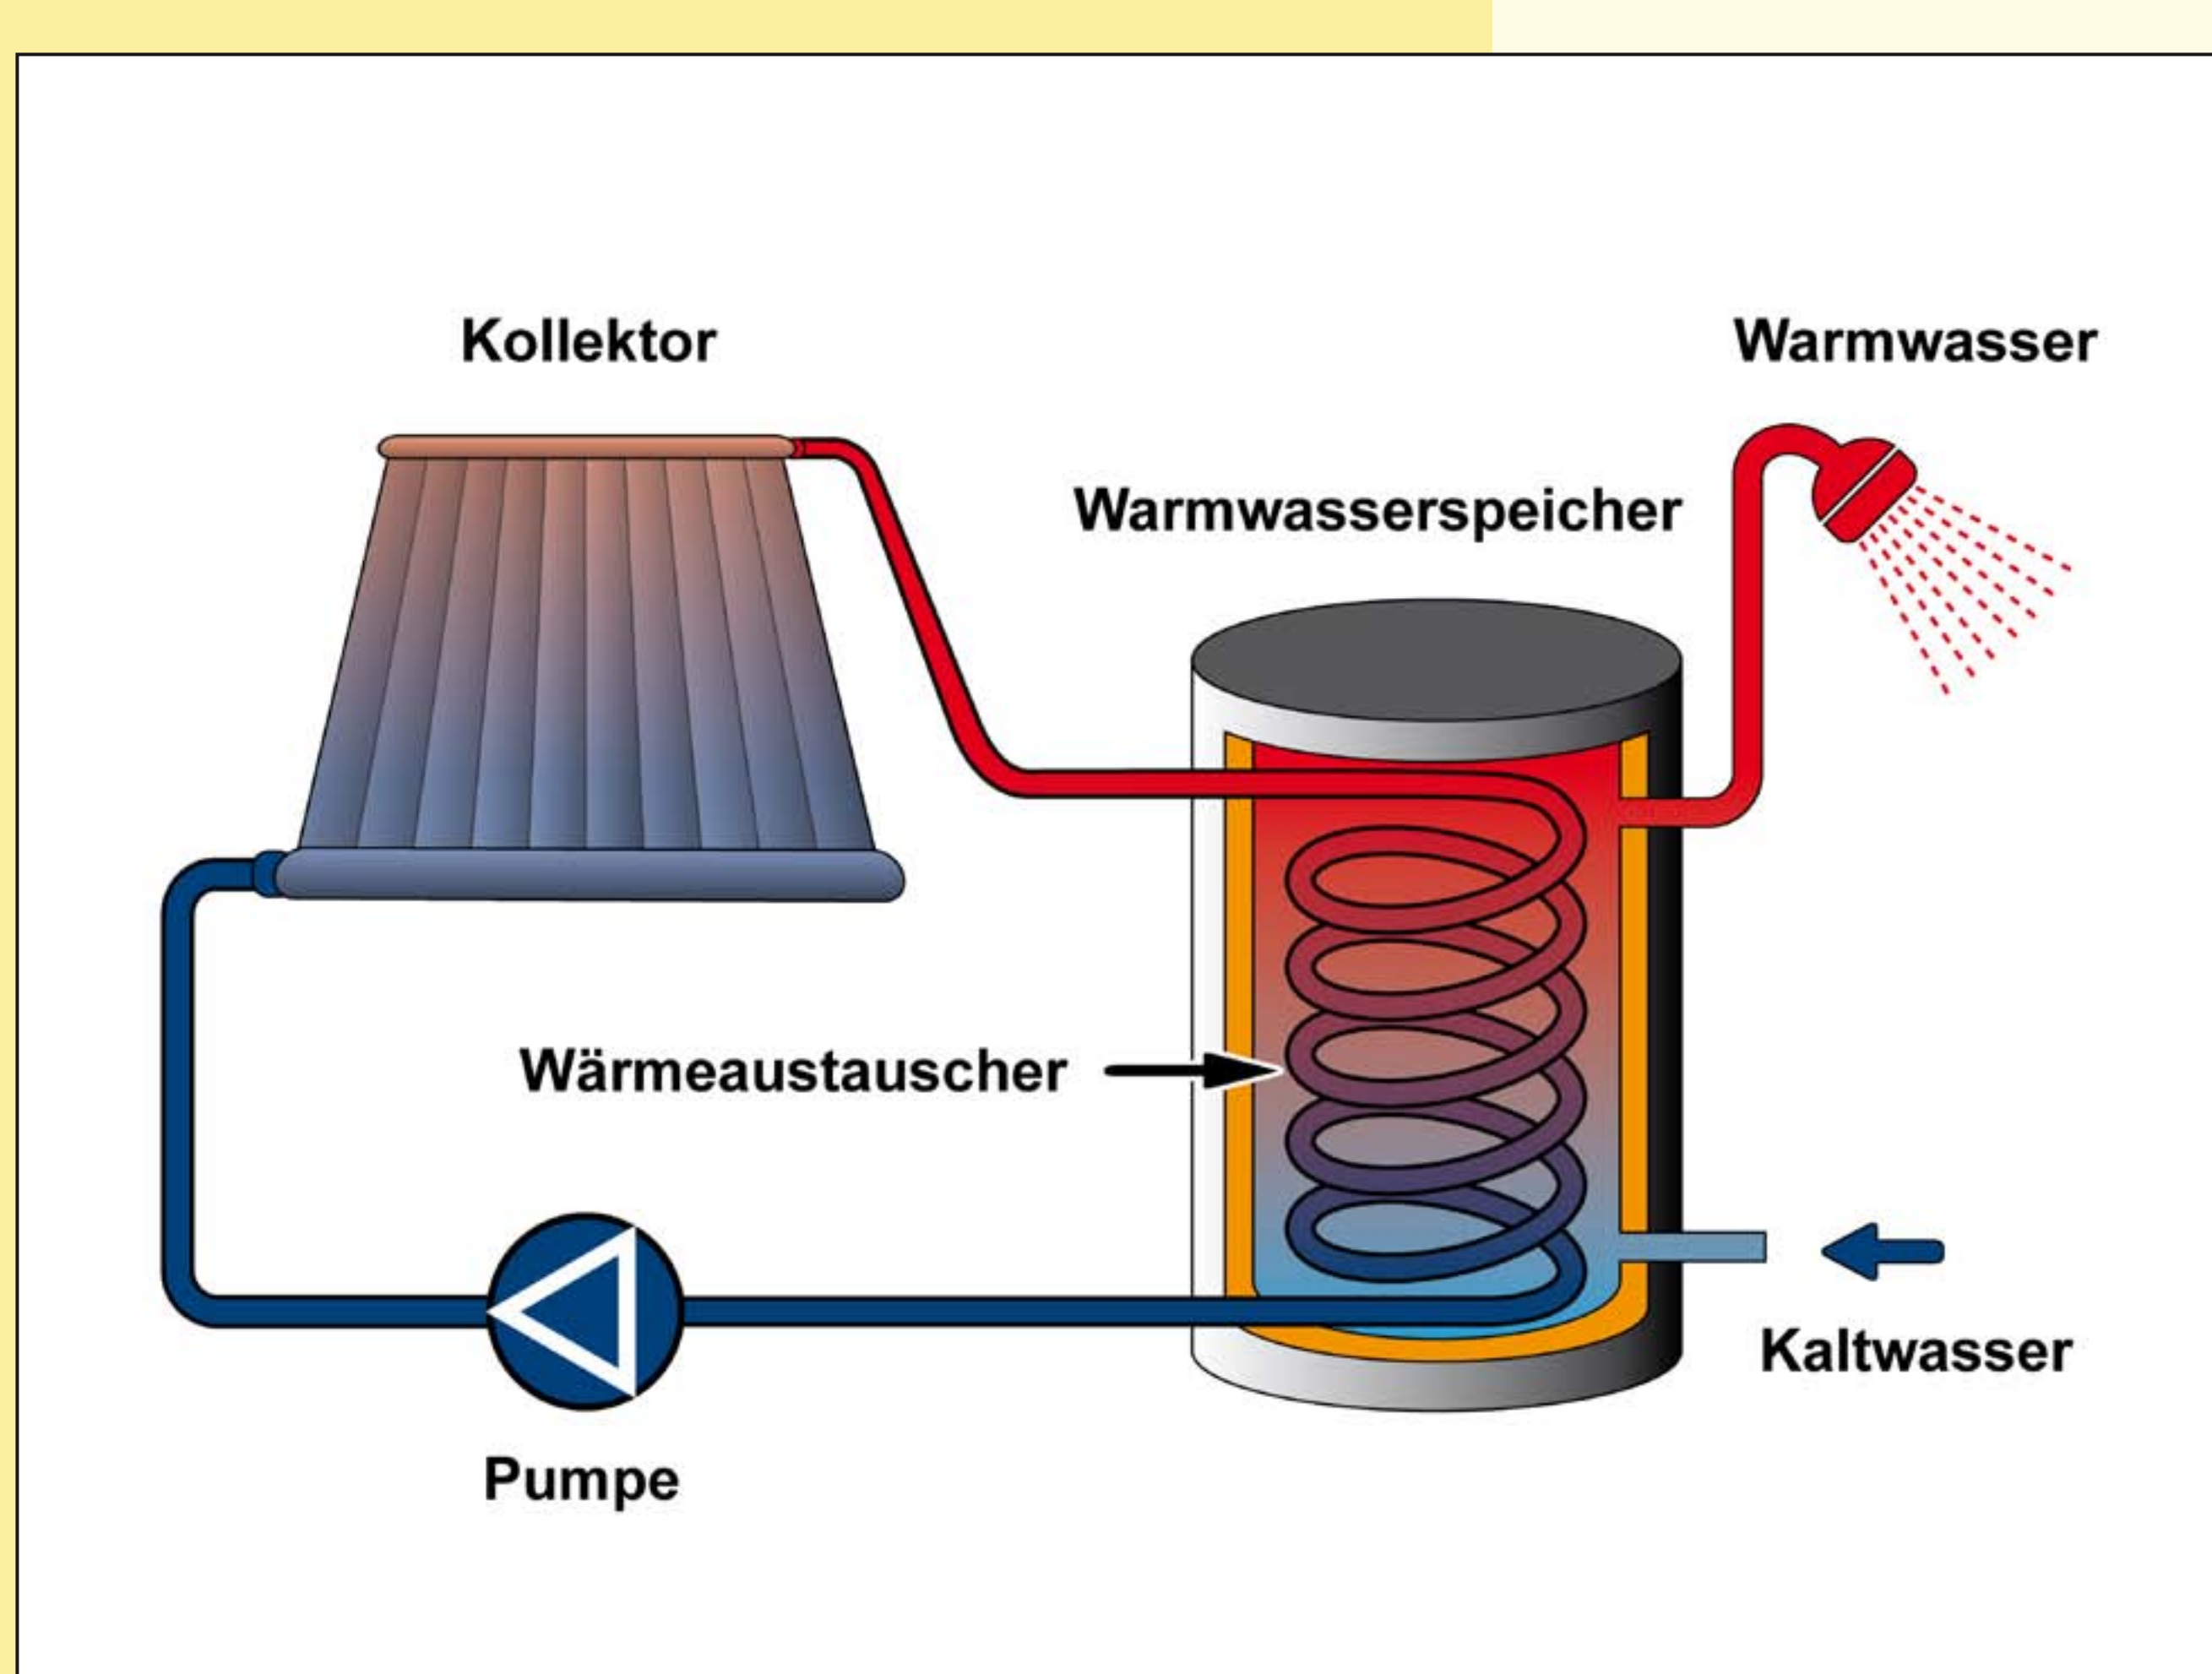 Kollektor
Warmwasser
Warmwasserspeicher
Wärmeaustauscher
Kaltwasser
Pumpe